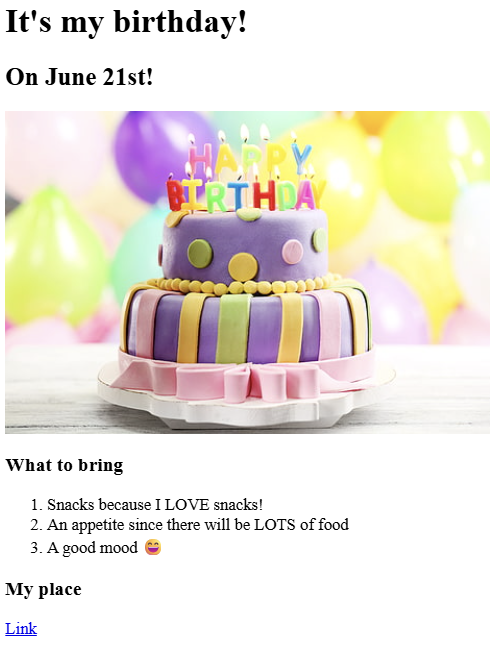 It's my birthday!
On June 21st!
HAPPY
BIRTHDAY
What to bring
1. Snacks because I LOVE snacks!
2. An appetite since there will be LOTS of food
3. A good mood 😄
My place
Link